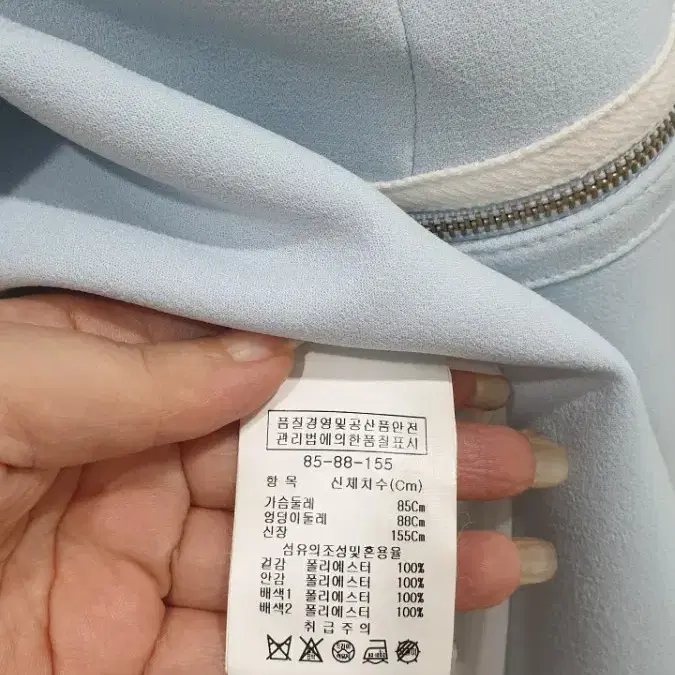 품질경영및공산품안전
관리법에의한품질표시
85-88-155
항 목 신체치수(Cm)
가슴둘레 85Cm
엉덩이둘레 88Cm
신장 155Cm
섬유의조성및혼용율
겉감 폴리에스터 100%
안감 폴리에스터 100%
배색1 폴리에스터 100%
배색2 폴리에스터 100%
취 급 주 의